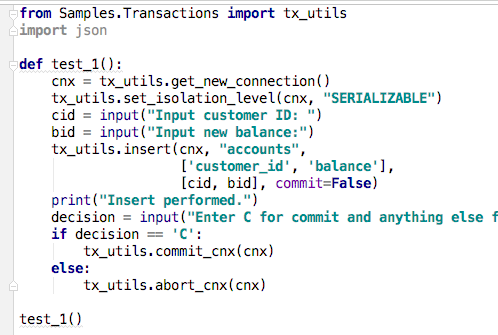 from Samples.Transactions import tx_utils
import json
def test_1():
    cnx = tx_utils.get_new_connection()
    tx_utils.set_isolation_level(cnx, "SERIALIZABLE")
    cid = input("Input customer ID: ")
    bid = input("Input new balance:")
    tx_utils.insert(cnx, "accounts",
                    ['customer_id', 'balance'],
                    [cid, bid], commit=False)
    print("Insert performed.")
    decision = input("Enter C for commit and anything else f
    if decision == 'C':
        tx_utils.commit_cnx(cnx)
    else:
        tx_utils.abort_cnx(cnx)
test_1()